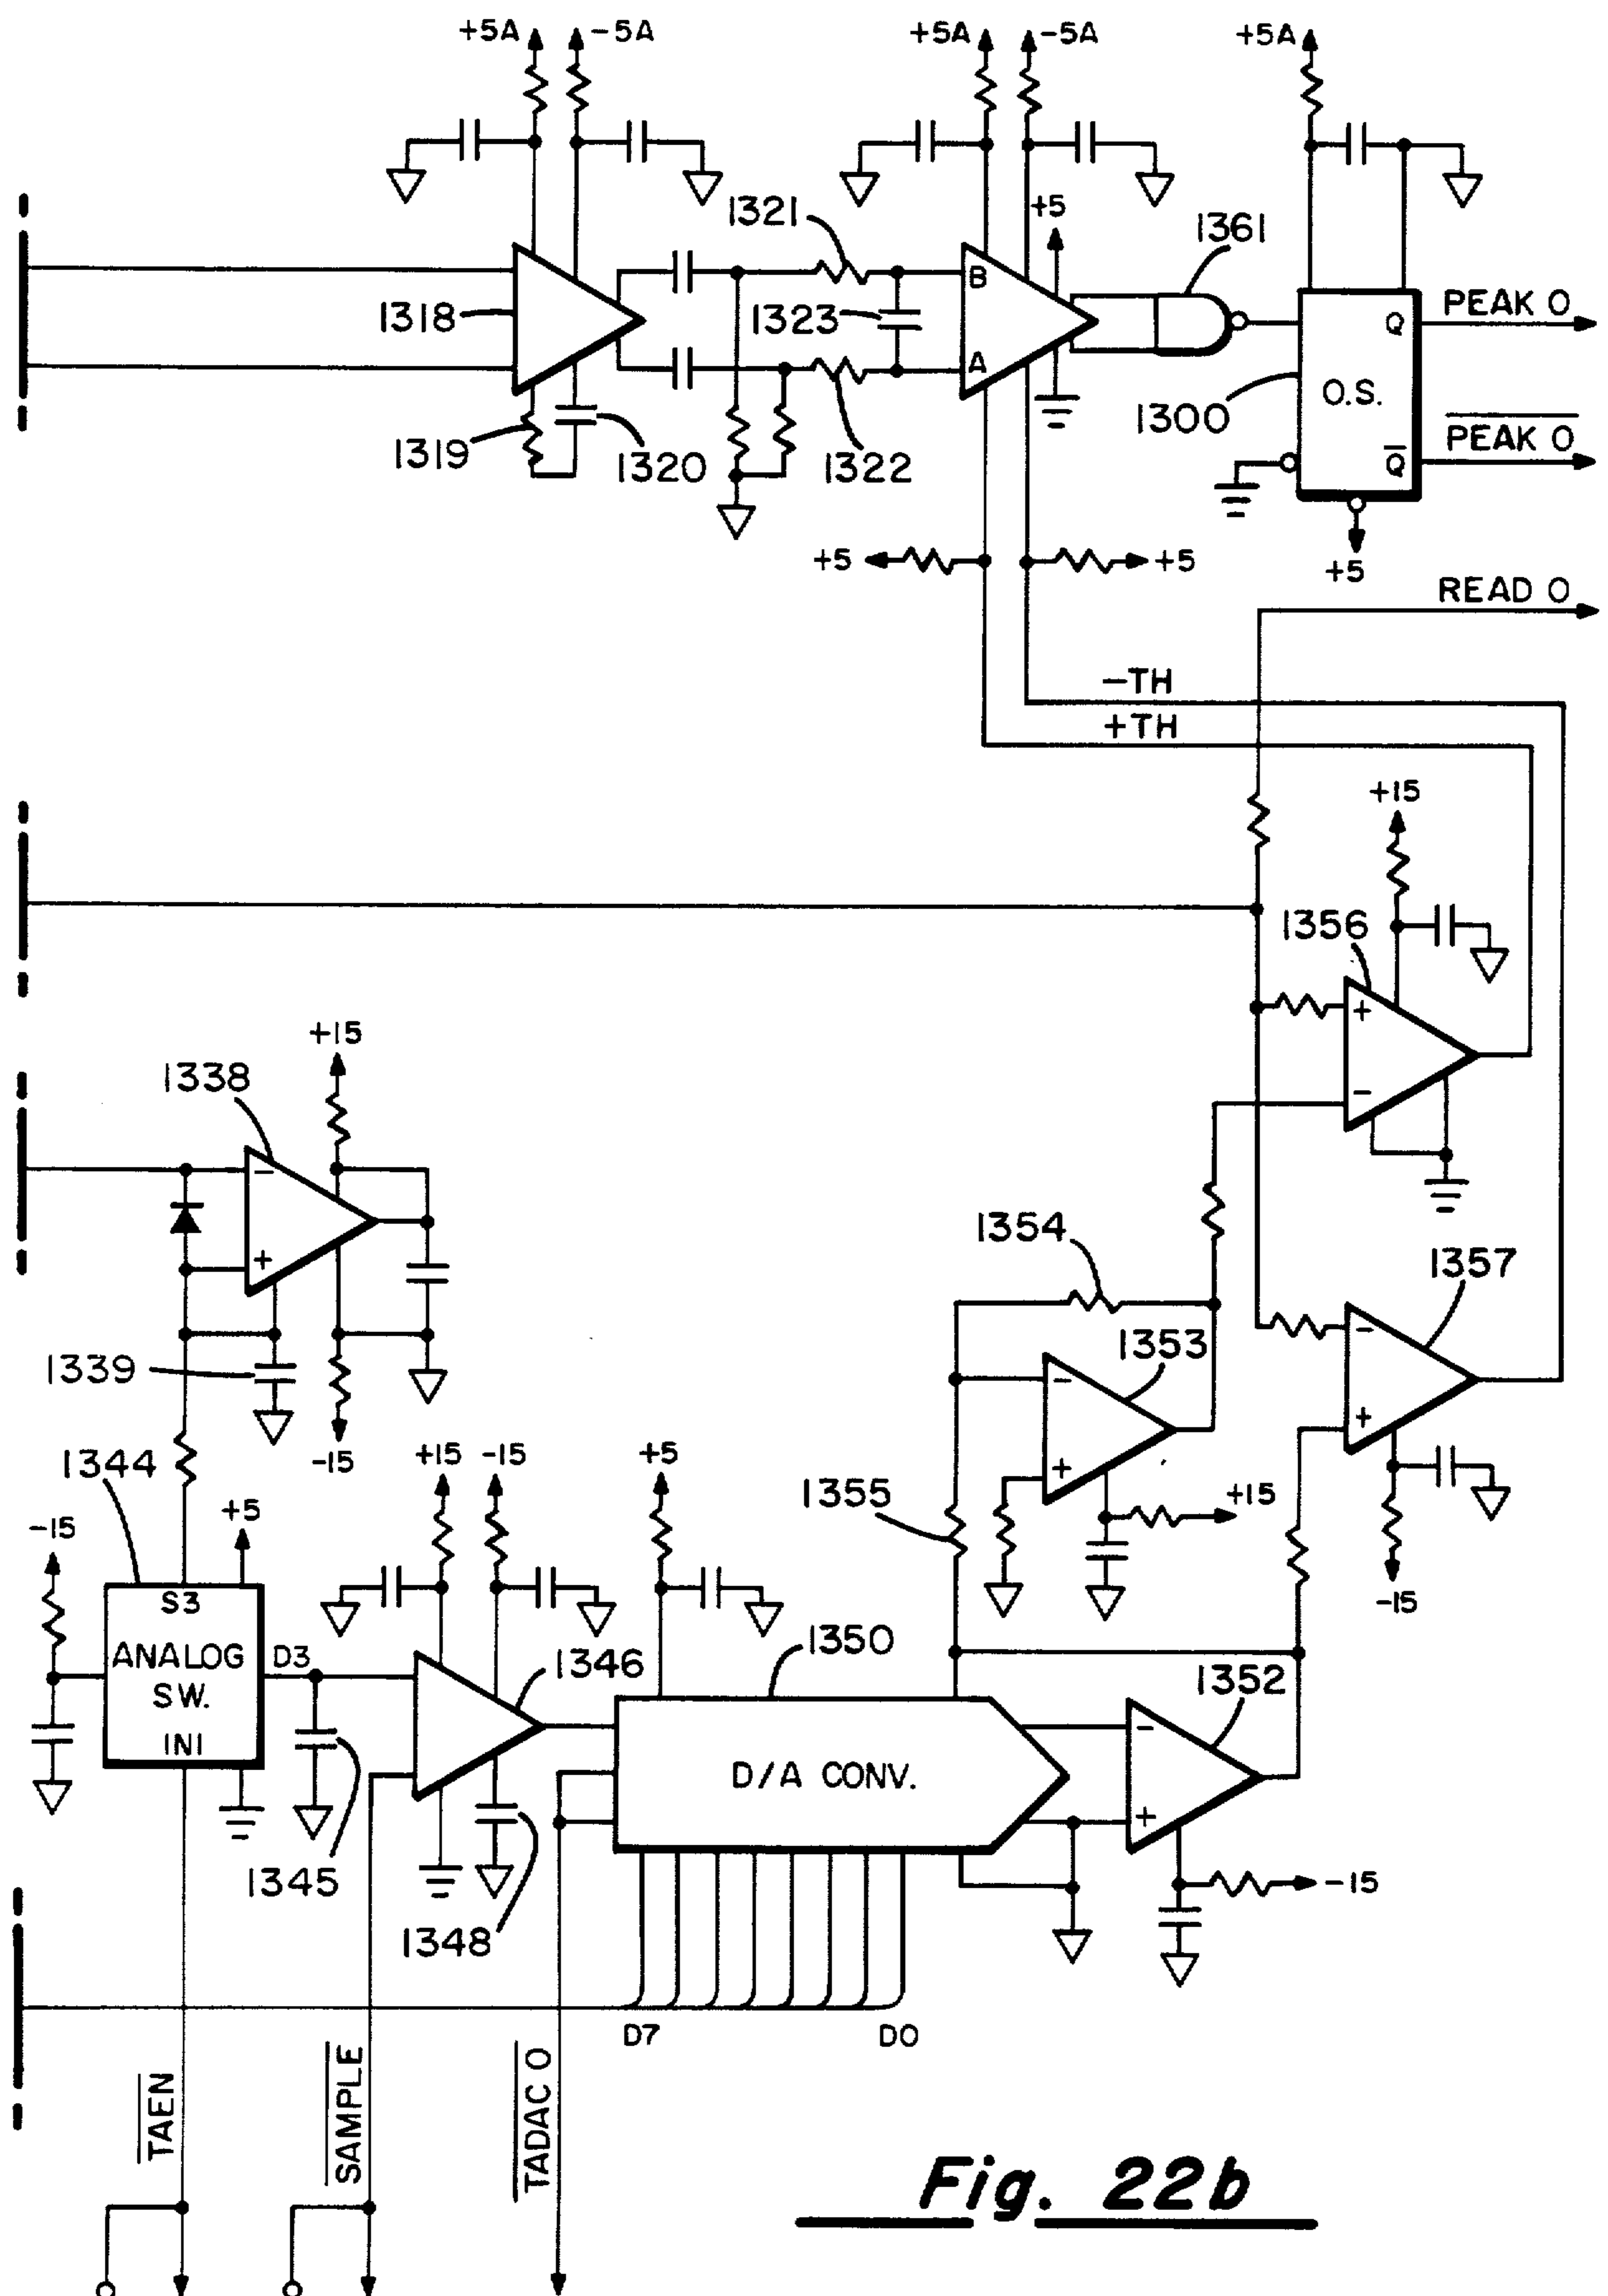 +5A -5A +5A -5A +5A
1321 +5 1361
B
1318 1323 PEAK 0
Q
A O.S.
1300
1319 1320 1322 PEAK 0
Q
+5 +5 +5
READ 0
-TH
+TH
+15
1356
+
+15
1338
-
-
1354
+ 1357
1353 -
1339 -
+
-15 +15 -15 +5 +
1344 1355 +15
-15 +5
-15
S3
ANALOG D3 1350
SW. 1346 1352
IN1 -
D/A CONV.
+
1345 -15
1348
D7 D0
TAEN
SAMPLE
TADAC 0
Fig. 22b